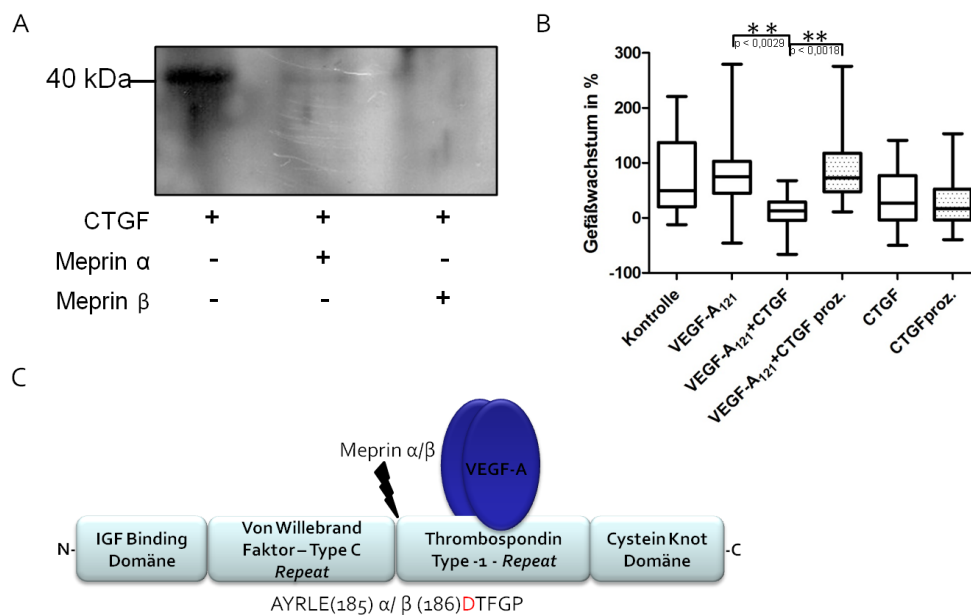 A
40 kDa
CTGF + + +
Meprin α - + -
Meprin β - - +
B
** **
p < 0,0029 p < 0,0018
Gefäßwachstum in %
300
200
100
0
-100
Kontrolle
VEGF-A₁₂₁
VEGF-A₁₂₁+CTGF
VEGF-A₁₂₁+CTGF proz.
CTGF
CTGFproz.
C
Meprin α/β
VEGF-A
N-
IGF Binding
Domäne
Von Willebrand
Faktor – Type C
Repeat
Thrombospondin
Type -1 - Repeat
Cystein Knot
Domäne
-C
AYRLE(185) α/ β (186)DTFGP